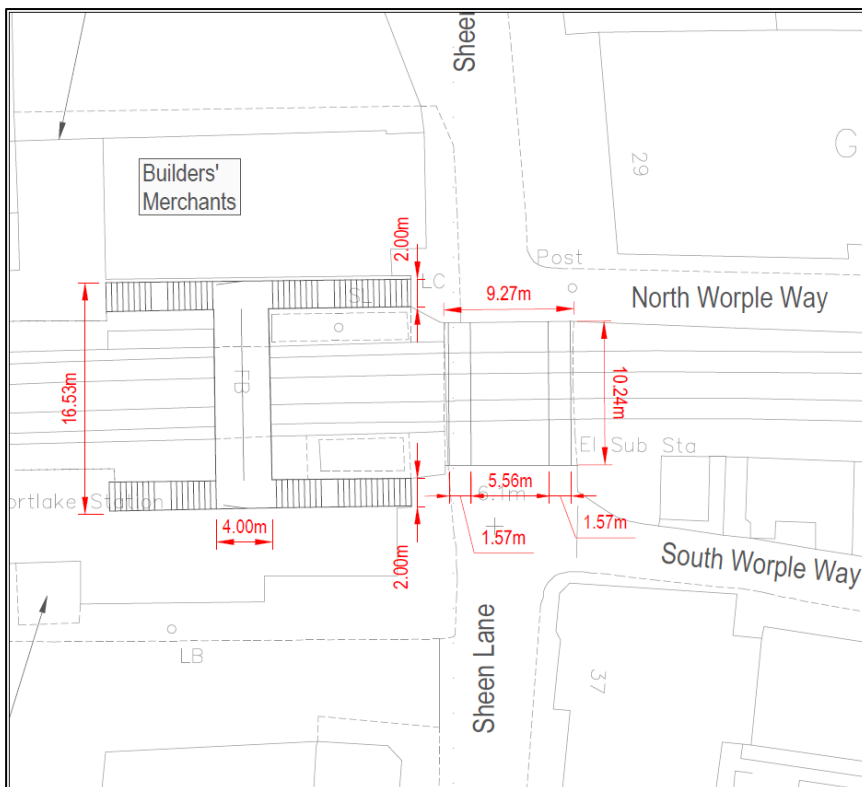 Sheen
Builders'
Merchants
29
G
2.00m
Post
SL
LC
9.27m
North Worple Way
16.53m
FB
10.24m
El Sub Sta
5.56m
6.1m
ortlake Station
4.00m
1.57m
1.57m
2.00m
South Worple Way
Sheen Lane
LB
37